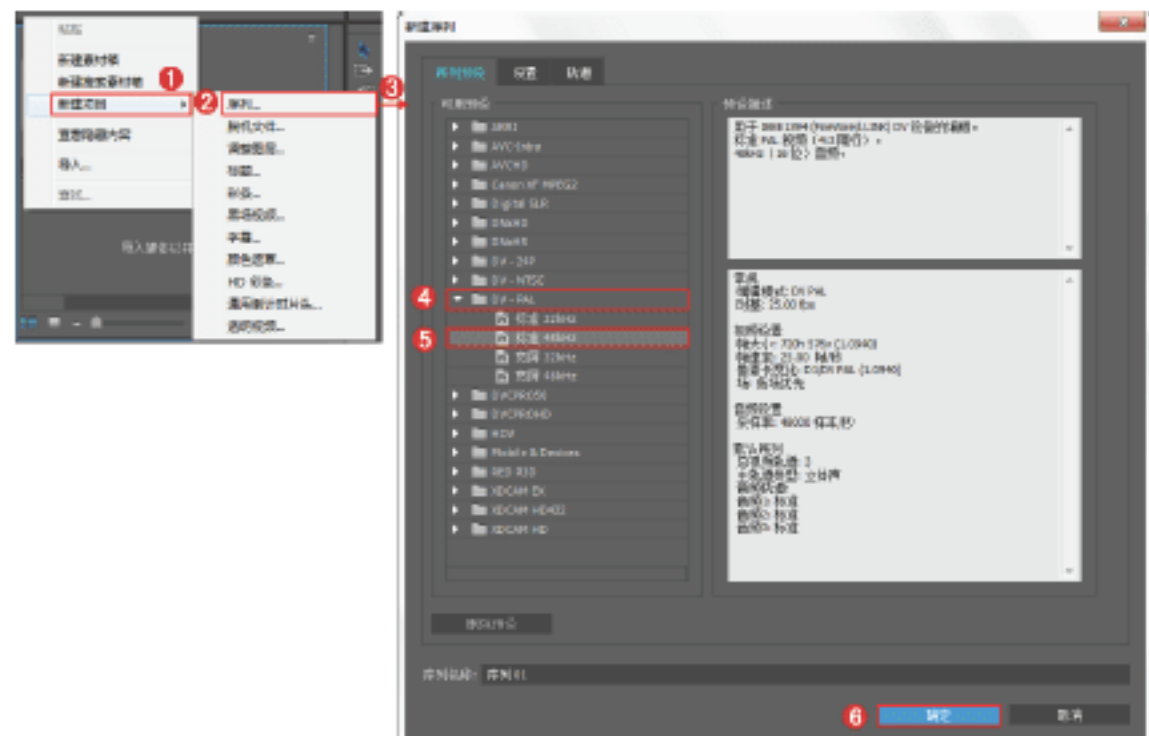 粘贴
新建素材箱
新建搜索素材箱
1
新建项目
2
序列...
查看隐藏内容
导入...
查找...
脱机文件...
调整图层...
标题...
彩条...
黑场视频...
字幕...
颜色遮罩...
HD 彩条...
通用倒计时片头...
透明视频...
3
新建序列
序列预设 设置 轨道
可用预设
ARRI
AVC-Intra
AVCHD
Canon XF MPEG2
Digital SLR
DNxHD
DNxHR
DV - 24P
DV - NTSC
4
DV - PAL
标准 32kHz
5
标准 48kHz
宽屏 32kHz
宽屏 48kHz
DVCPRO50
DVCPROHD
HDV
Mobile & Devices
RED R3D
XDCAM EX
XDCAM HD422
XDCAM HD
预设描述
用于 IEEE 1394 (FireWire/i.LINK) DV 设备的编辑。
标准 PAL 视频（4:3 隔行）。
48kHz（16 位）音频。
常规
编辑模式: DV PAL
时基: 25.00 fps
视频设置
帧大小: 720h 576v (1.0940)
帧速率: 25.00 帧/秒
像素长宽比: D1/DV PAL (1.0940)
场: 低场优先
音频设置
采样率: 48000 样本/秒
默认序列
总视频轨道: 3
主轨道类型: 立体声
音频轨道:
音频1: 标准
音频2: 标准
音频3: 标准
删除预设
序列名称: 序列 01
6
确定
取消